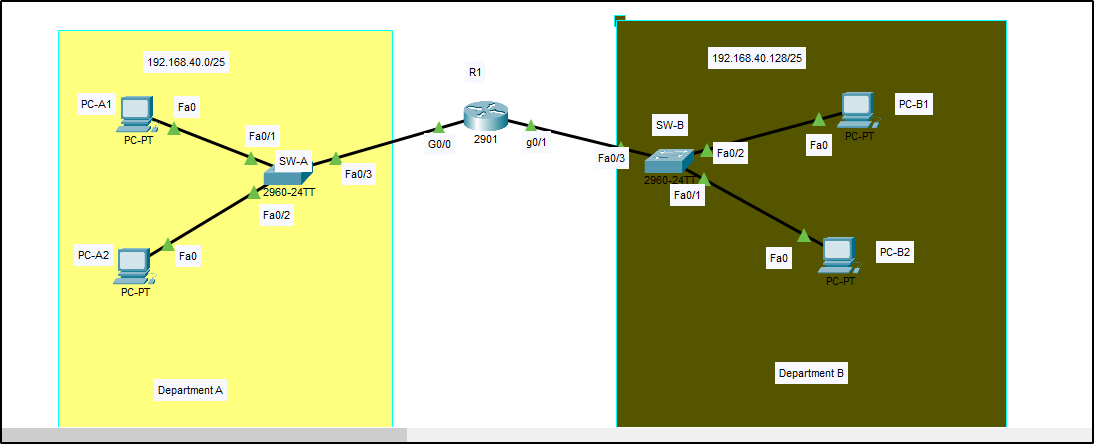 192.168.40.0/25
PC-A1
Fa0
PC-PT
Fa0/1
SW-A
2960-24TT
Fa0/3
Fa0/2
PC-A2
Fa0
PC-PT
Department A
R1
2901
G0/0
g0/1
192.168.40.128/25
SW-B
Fa0/3
2960-24TT
Fa0/2
Fa0/1
PC-B1
Fa0
PC-PT
PC-B2
Fa0
PC-PT
Department B